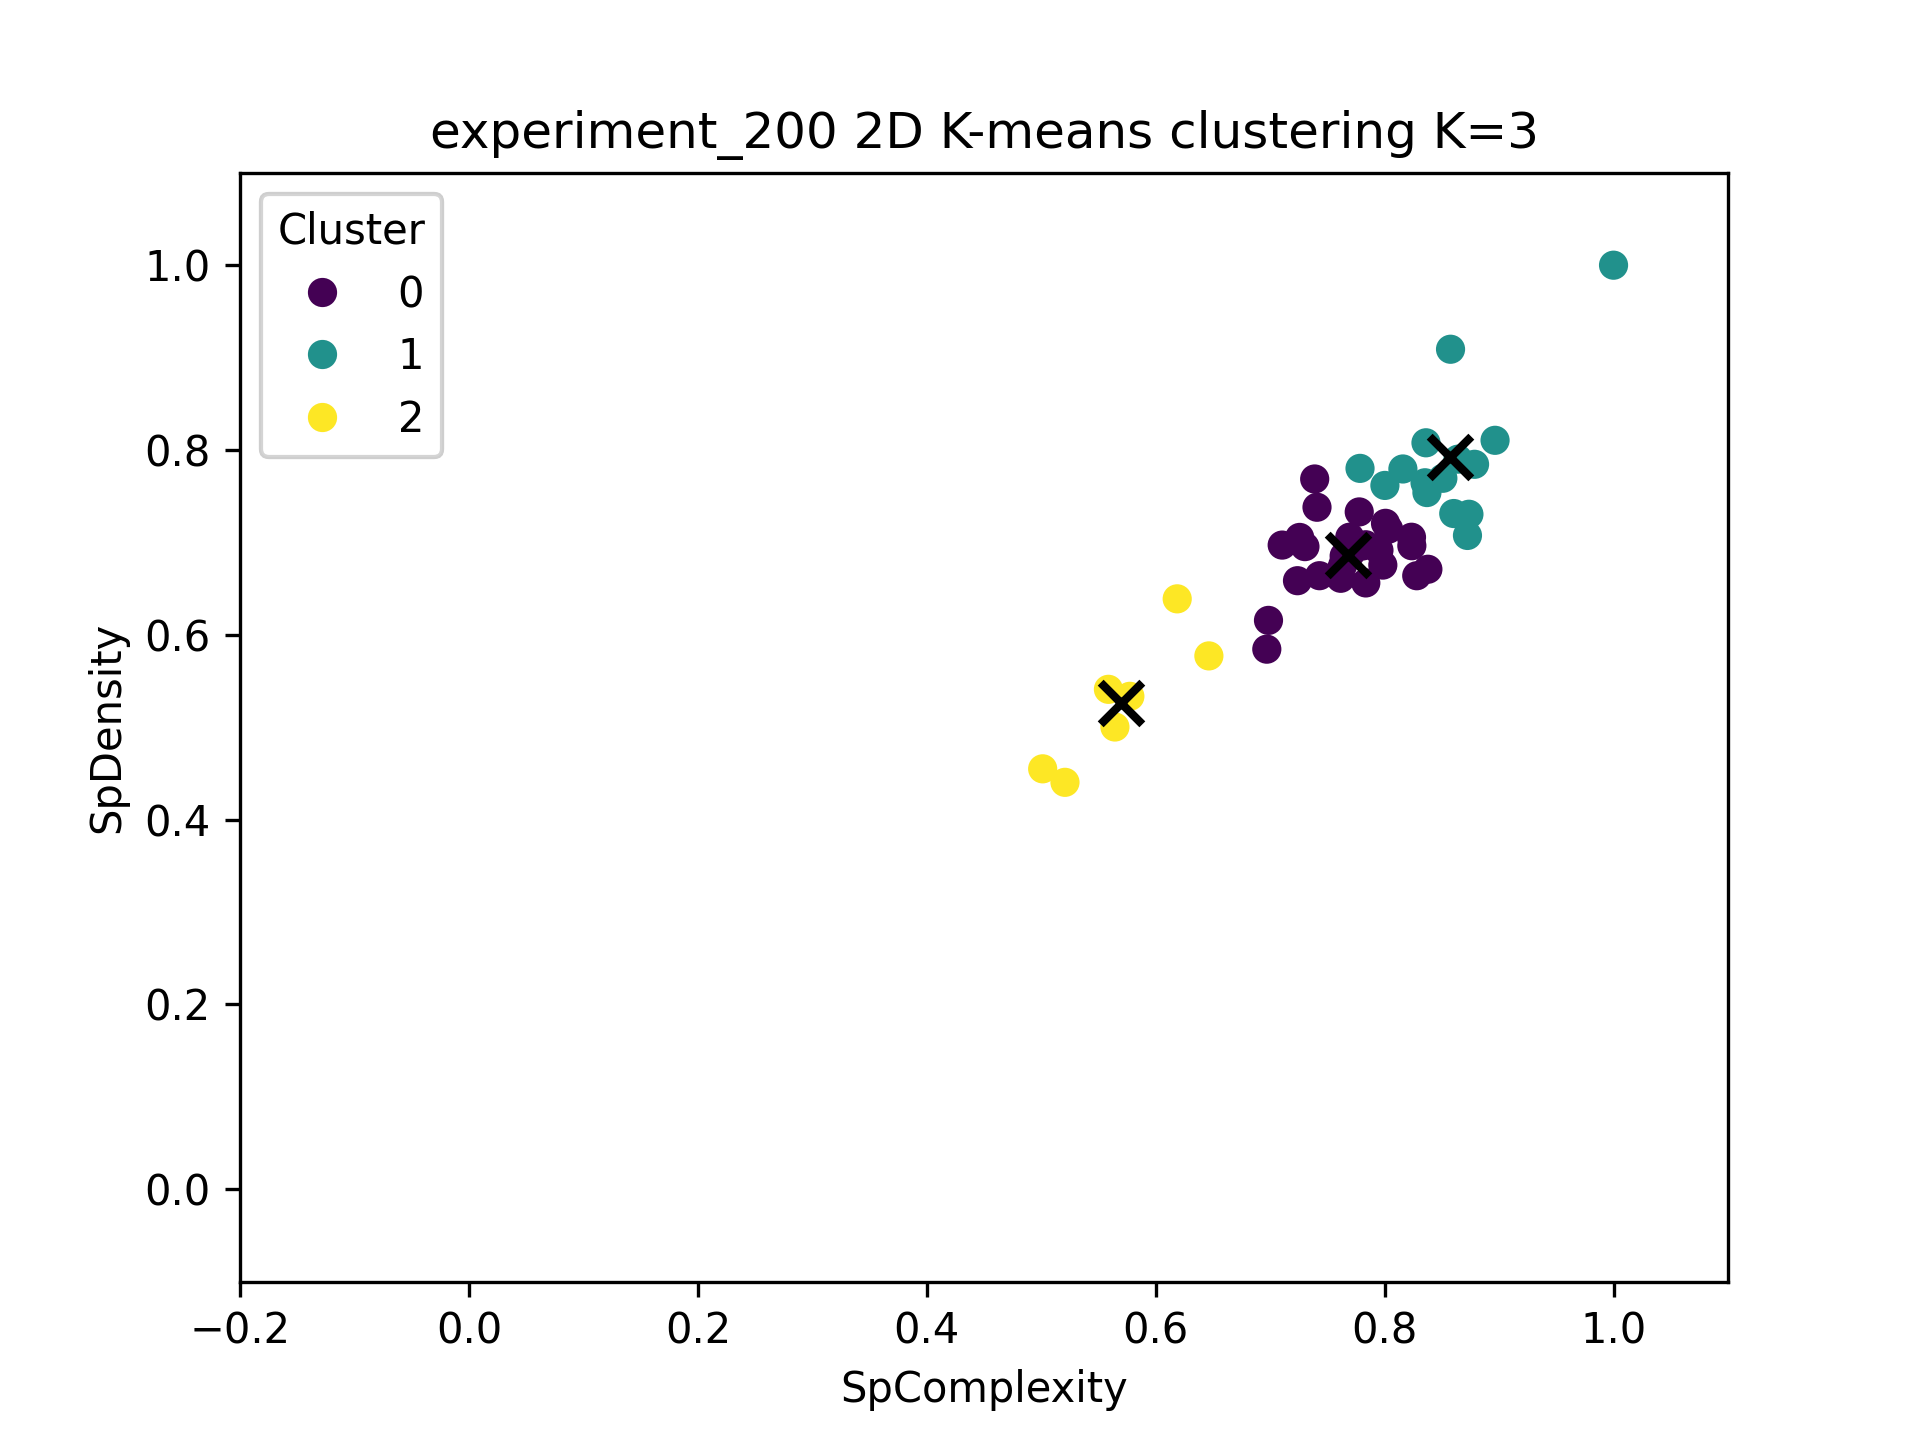 experiment_200 2D K-means clustering K=3
Cluster
0
1
2
1.0
0.8
0.6
0.4
0.2
0.0
SpDensity
−0.2 0.0 0.2 0.4 0.6 0.8 1.0
SpComplexity